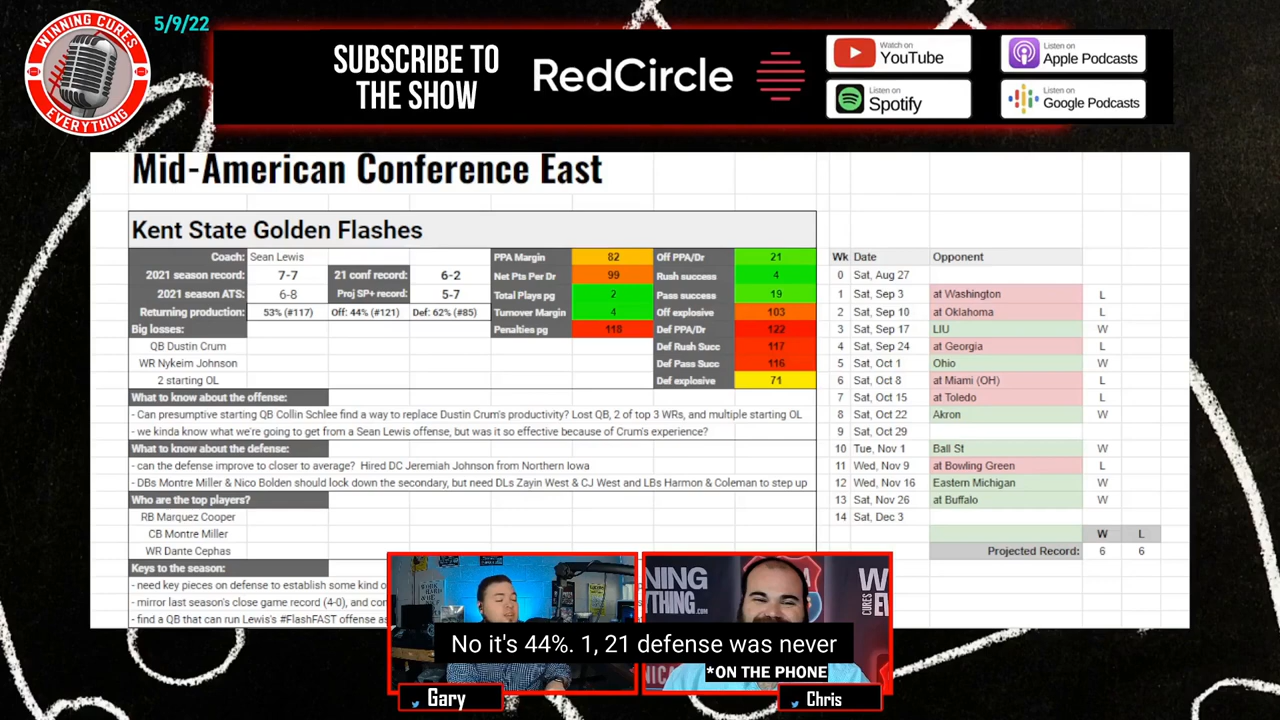 5/9/22
WINNING CURES
EVERYTHING
SUBSCRIBE TO
THE SHOW
RedCircle
Watch on
YouTube
Listen on
Apple Podcasts
Listen on
Spotify
Listen on
Google Podcasts
Mid-American Conference East
Kent State Golden Flashes
Coach: Sean Lewis
2021 season record: 7-7 21 conf record: 6-2
2021 season ATS: 6-8 Proj SP+ record: 5-7
Returning production: 53% (#117) Off: 44% (#121) Def: 62% (#85)
Big losses:
QB Dustin Crum
WR Nykeim Johnson
2 starting OL
PPA Margin 82 Off PPA/Dr 21
Net Pts Per Dr 99 Rush success 4
Total Plays pg 2 Pass success 19
Turnover Margin 4 Off explosive 103
Penalties pg 118 Def PPA/Dr 122
Def Rush Succ 117
Def Pass Succ 116
Def explosive 71
What to know about the offense:
- Can presumptive starting QB Collin Schlee find a way to replace Dustin Crum's productivity? Lost QB, 2 of top 3 WRs, and multiple starting OL
- we kinda know what we're going to get from a Sean Lewis offense, but was it so effective because of Crum's experience?
What to know about the defense:
- can the defense improve to closer to average? Hired DC Jeremiah Johnson from Northern Iowa
- DBs Montre Miller & Nico Bolden should lock down the secondary, but need DLs Zayin West & CJ West and LBs Harmon & Coleman to step up
Who are the top players?
RB Marquez Cooper
CB Montre Miller
WR Dante Cephas
Keys to the season:
- need key pieces on defense to establish some kind o
- mirror last season's close game record (4-0), and con
- find a QB that can run Lewis's #FlashFAST offense as
Wk Date Opponent
0 Sat, Aug 27
1 Sat, Sep 3 at Washington L
2 Sat, Sep 10 at Oklahoma L
3 Sat, Sep 17 LIU W
4 Sat, Sep 24 at Georgia L
5 Sat, Oct 1 Ohio W
6 Sat, Oct 8 at Miami (OH) L
7 Sat, Oct 15 at Toledo L
8 Sat, Oct 22 Akron W
9 Sat, Oct 29
10 Tue, Nov 1 Ball St W
11 Wed, Nov 9 at Bowling Green L
12 Wed, Nov 16 Eastern Michigan W
13 Sat, Nov 26 at Buffalo W
14 Sat, Dec 3
W L
Projected Record: 6 6
No it's 44%. 1, 21 defense was never
*ON THE PHONE
Gary
Chris